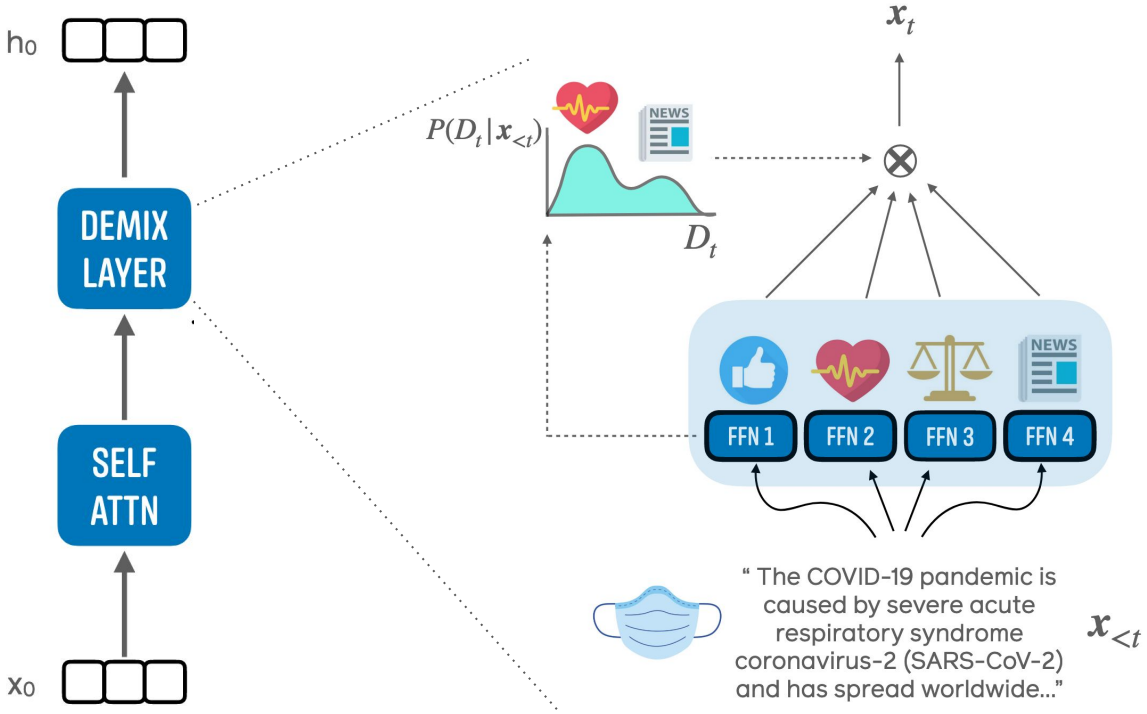 h₀
DEMIX
LAYER
SELF
ATTN
x₀
xₜ
P(Dₜ|x<ₜ)
NEWS
Dₜ
NEWS
FFN 1
FFN 2
FFN 3
FFN 4
“ The COVID-19 pandemic is
caused by severe acute
respiratory syndrome
coronavirus-2 (SARS-CoV-2)
and has spread worldwide...”
x<ₜ